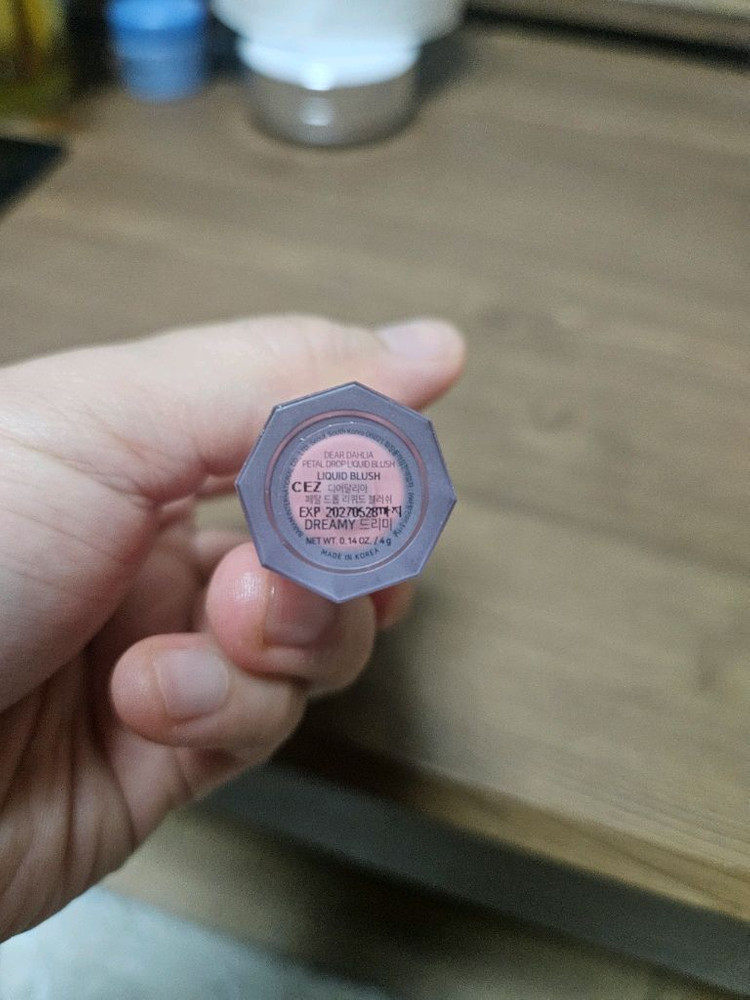 DEAR DAHLIA
PETAL DROP LIQUID BLUSH
LIQUID BLUSH
CEZ 디어달리아
페탈 드롭 리퀴드 블러쉬
EXP 20270528까지
DREAMY 드리미
NET WT. 0.14 OZ. / 4g
MADE IN KOREA